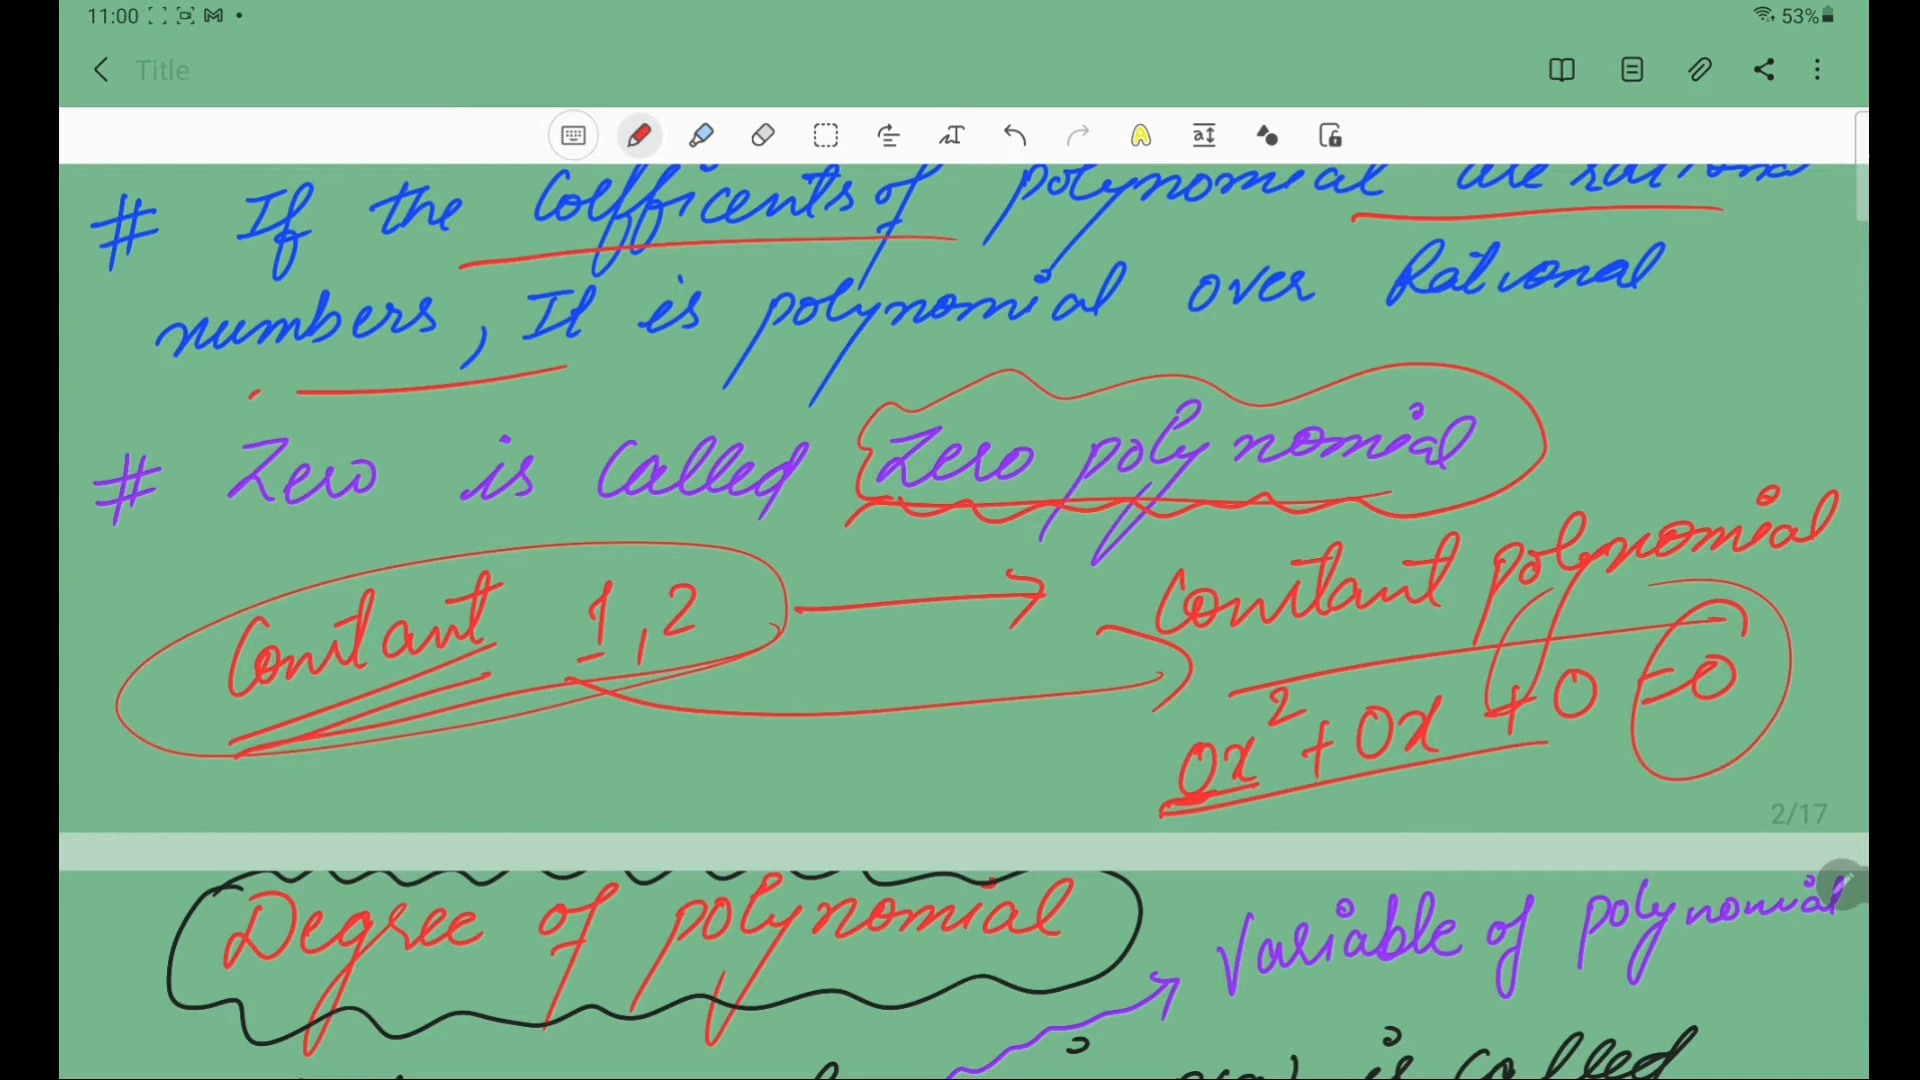 11:00
53%
Title
# If the Coefficents of polynomial are rational
numbers, It is polynomial over Rational
# Zero is Called Zero polynomial
Constant 1, 2 → Constant polynomial
0x² + 0x + 0 = 0
2/17
Degree of polynomial
Variable of polynomial
is called